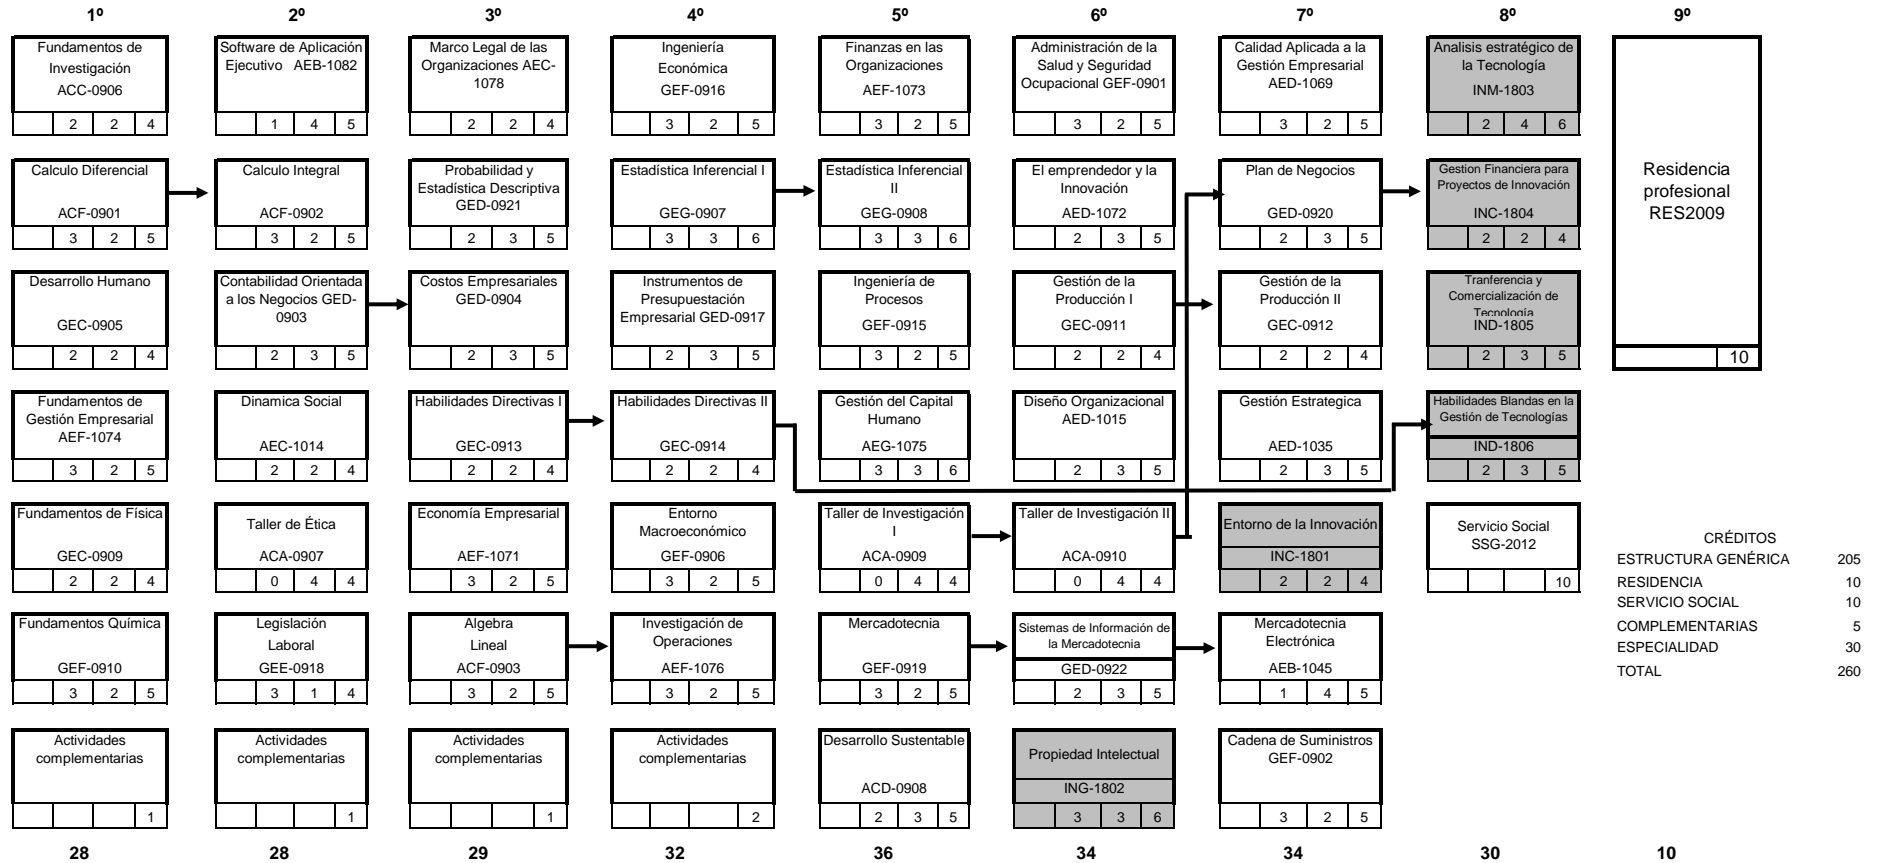 1º 2º 3º 4º 5º 6º 7º 8º 9º
Fundamentos de
Investigación
ACC-0906
2 2 4
Software de Aplicación
Ejecutivo AEB-1082
1 4 5
Marco Legal de las
Organizaciones AEC-
1078
2 2 4
Ingeniería
Económica
GEF-0916
3 2 5
Finanzas en las
Organizaciones
AEF-1073
3 2 5
Administración de la
Salud y Seguridad
Ocupacional GEF-0901
3 2 5
Calidad Aplicada a la
Gestión Empresarial
AED-1069
3 2 5
Analisis estratégico de
la Tecnología
INM-1803
2 4 6
Residencia
profesional
RES2009
10
Calculo Diferencial
ACF-0901
3 2 5
Calculo Integral
ACF-0902
3 2 5
Probabilidad y
Estadística Descriptiva
GED-0921
2 3 5
Estadística Inferencial I
GEG-0907
3 3 6
Estadística Inferencial
II
GEG-0908
3 3 6
El emprendedor y la
Innovación
AED-1072
2 3 5
Plan de Negocios
GED-0920
2 3 5
Gestion Financiera para
Proyectos de Innovación
INC-1804
2 2 4
Desarrollo Humano
GEC-0905
2 2 4
Contabilidad Orientada
a los Negocios GED-
0903
2 3 5
Costos Empresariales
GED-0904
2 3 5
Instrumentos de
Presupuestación
Empresarial GED-0917
2 3 5
Ingeniería de
Procesos
GEF-0915
3 2 5
Gestión de la
Producción I
GEC-0911
2 2 4
Gestión de la
Producción II
GEC-0912
2 2 4
Tranferencia y
Comercialización de
Tecnología
IND-1805
2 3 5
Fundamentos de
Gestión Empresarial
AEF-1074
3 2 5
Dinamica Social
AEC-1014
2 2 4
Habilidades Directivas I
GEC-0913
2 2 4
Habilidades Directivas II
GEC-0914
2 2 4
Gestión del Capital
Humano
AEG-1075
3 3 6
Diseño Organizacional
AED-1015
2 3 5
Gestión Estrategica
AED-1035
2 3 5
Habilidades Blandas en la
Gestión de Tecnologías
IND-1806
2 3 5
Fundamentos de Física
GEC-0909
2 2 4
Taller de Ética
ACA-0907
0 4 4
Economía Empresarial
AEF-1071
3 2 5
Entorno
Macroeconómico
GEF-0906
3 2 5
Taller de Investigación
I
ACA-0909
0 4 4
Taller de Investigación II
ACA-0910
0 4 4
Entorno de la Innovación
INC-1801
2 2 4
Servicio Social
SSG-2012
10
Fundamentos Química
GEF-0910
3 2 5
Legislación
Laboral
GEE-0918
3 1 4
Algebra
Lineal
ACF-0903
3 2 5
Investigación de
Operaciones
AEF-1076
3 2 5
Mercadotecnia
GEF-0919
3 2 5
Sistemas de Información de
la Mercadotecnia
GED-0922
2 3 5
Mercadotecnia
Electrónica
AEB-1045
1 4 5
Actividades
complementarias
1
Actividades
complementarias
1
Actividades
complementarias
1
Actividades
complementarias
2
Desarrollo Sustentable
ACD-0908
2 3 5
Propiedad Intelectual
ING-1802
3 3 6
Cadena de Suministros
GEF-0902
3 2 5
CRÉDITOS
ESTRUCTURA GENÉRICA 205
RESIDENCIA 10
SERVICIO SOCIAL 10
COMPLEMENTARIAS 5
ESPECIALIDAD 30
TOTAL 260
28 28 29 32 36 34 34 30 10